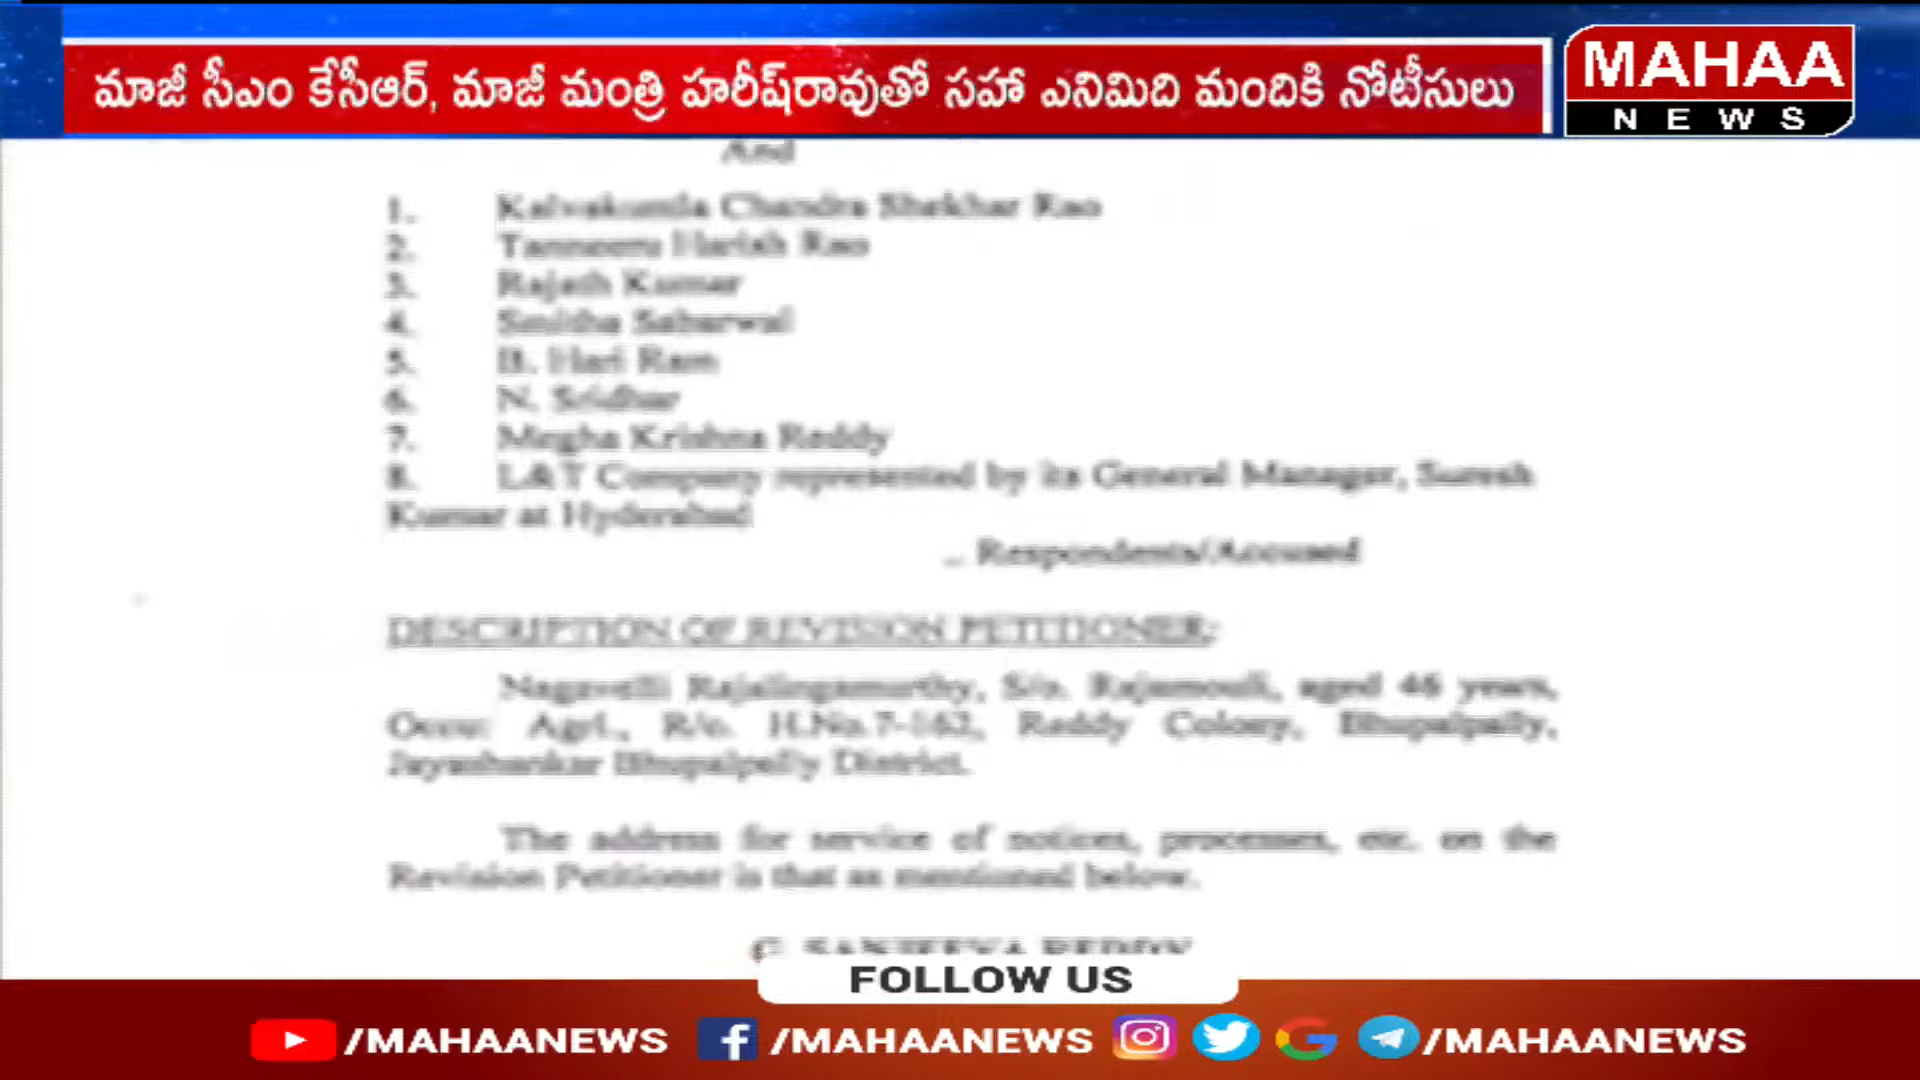 మాజీ సీఎం కేసీఆర్, మాజీ మంత్రి హరీష్‌రావుతో సహా ఎనిమిది మందికి నోటీసులు
MAHAA
NEWS
And
1. Kalvakuntla Chandra Shekhar Rao
2. Tanneeru Harish Rao
3. Rajath Kumar
4. Smitha Sabarwal
5. B. Hari Ram
6. N. Sridhar
7. Megha Krishna Reddy
8. L&T Company represented by its General Manager, Suresh
Kumar at Hyderabad
.. Respondents/Accused
DESCRIPTION OF REVISION PETITIONER:
Nagavelli Rajalingamurthy, S/o. Rajamouli, aged 46 years,
Occu: Agrl., R/o. H.No.7-162, Reddy Colony, Bhupalpally,
Jayashankar Bhupalpally District.
The address for service of notices, processes, etc. on the
Revision Petitioner is that as mentioned below.
C. SANJEEVA REDDY
FOLLOW US
/MAHAANEWS /MAHAANEWS /MAHAANEWS